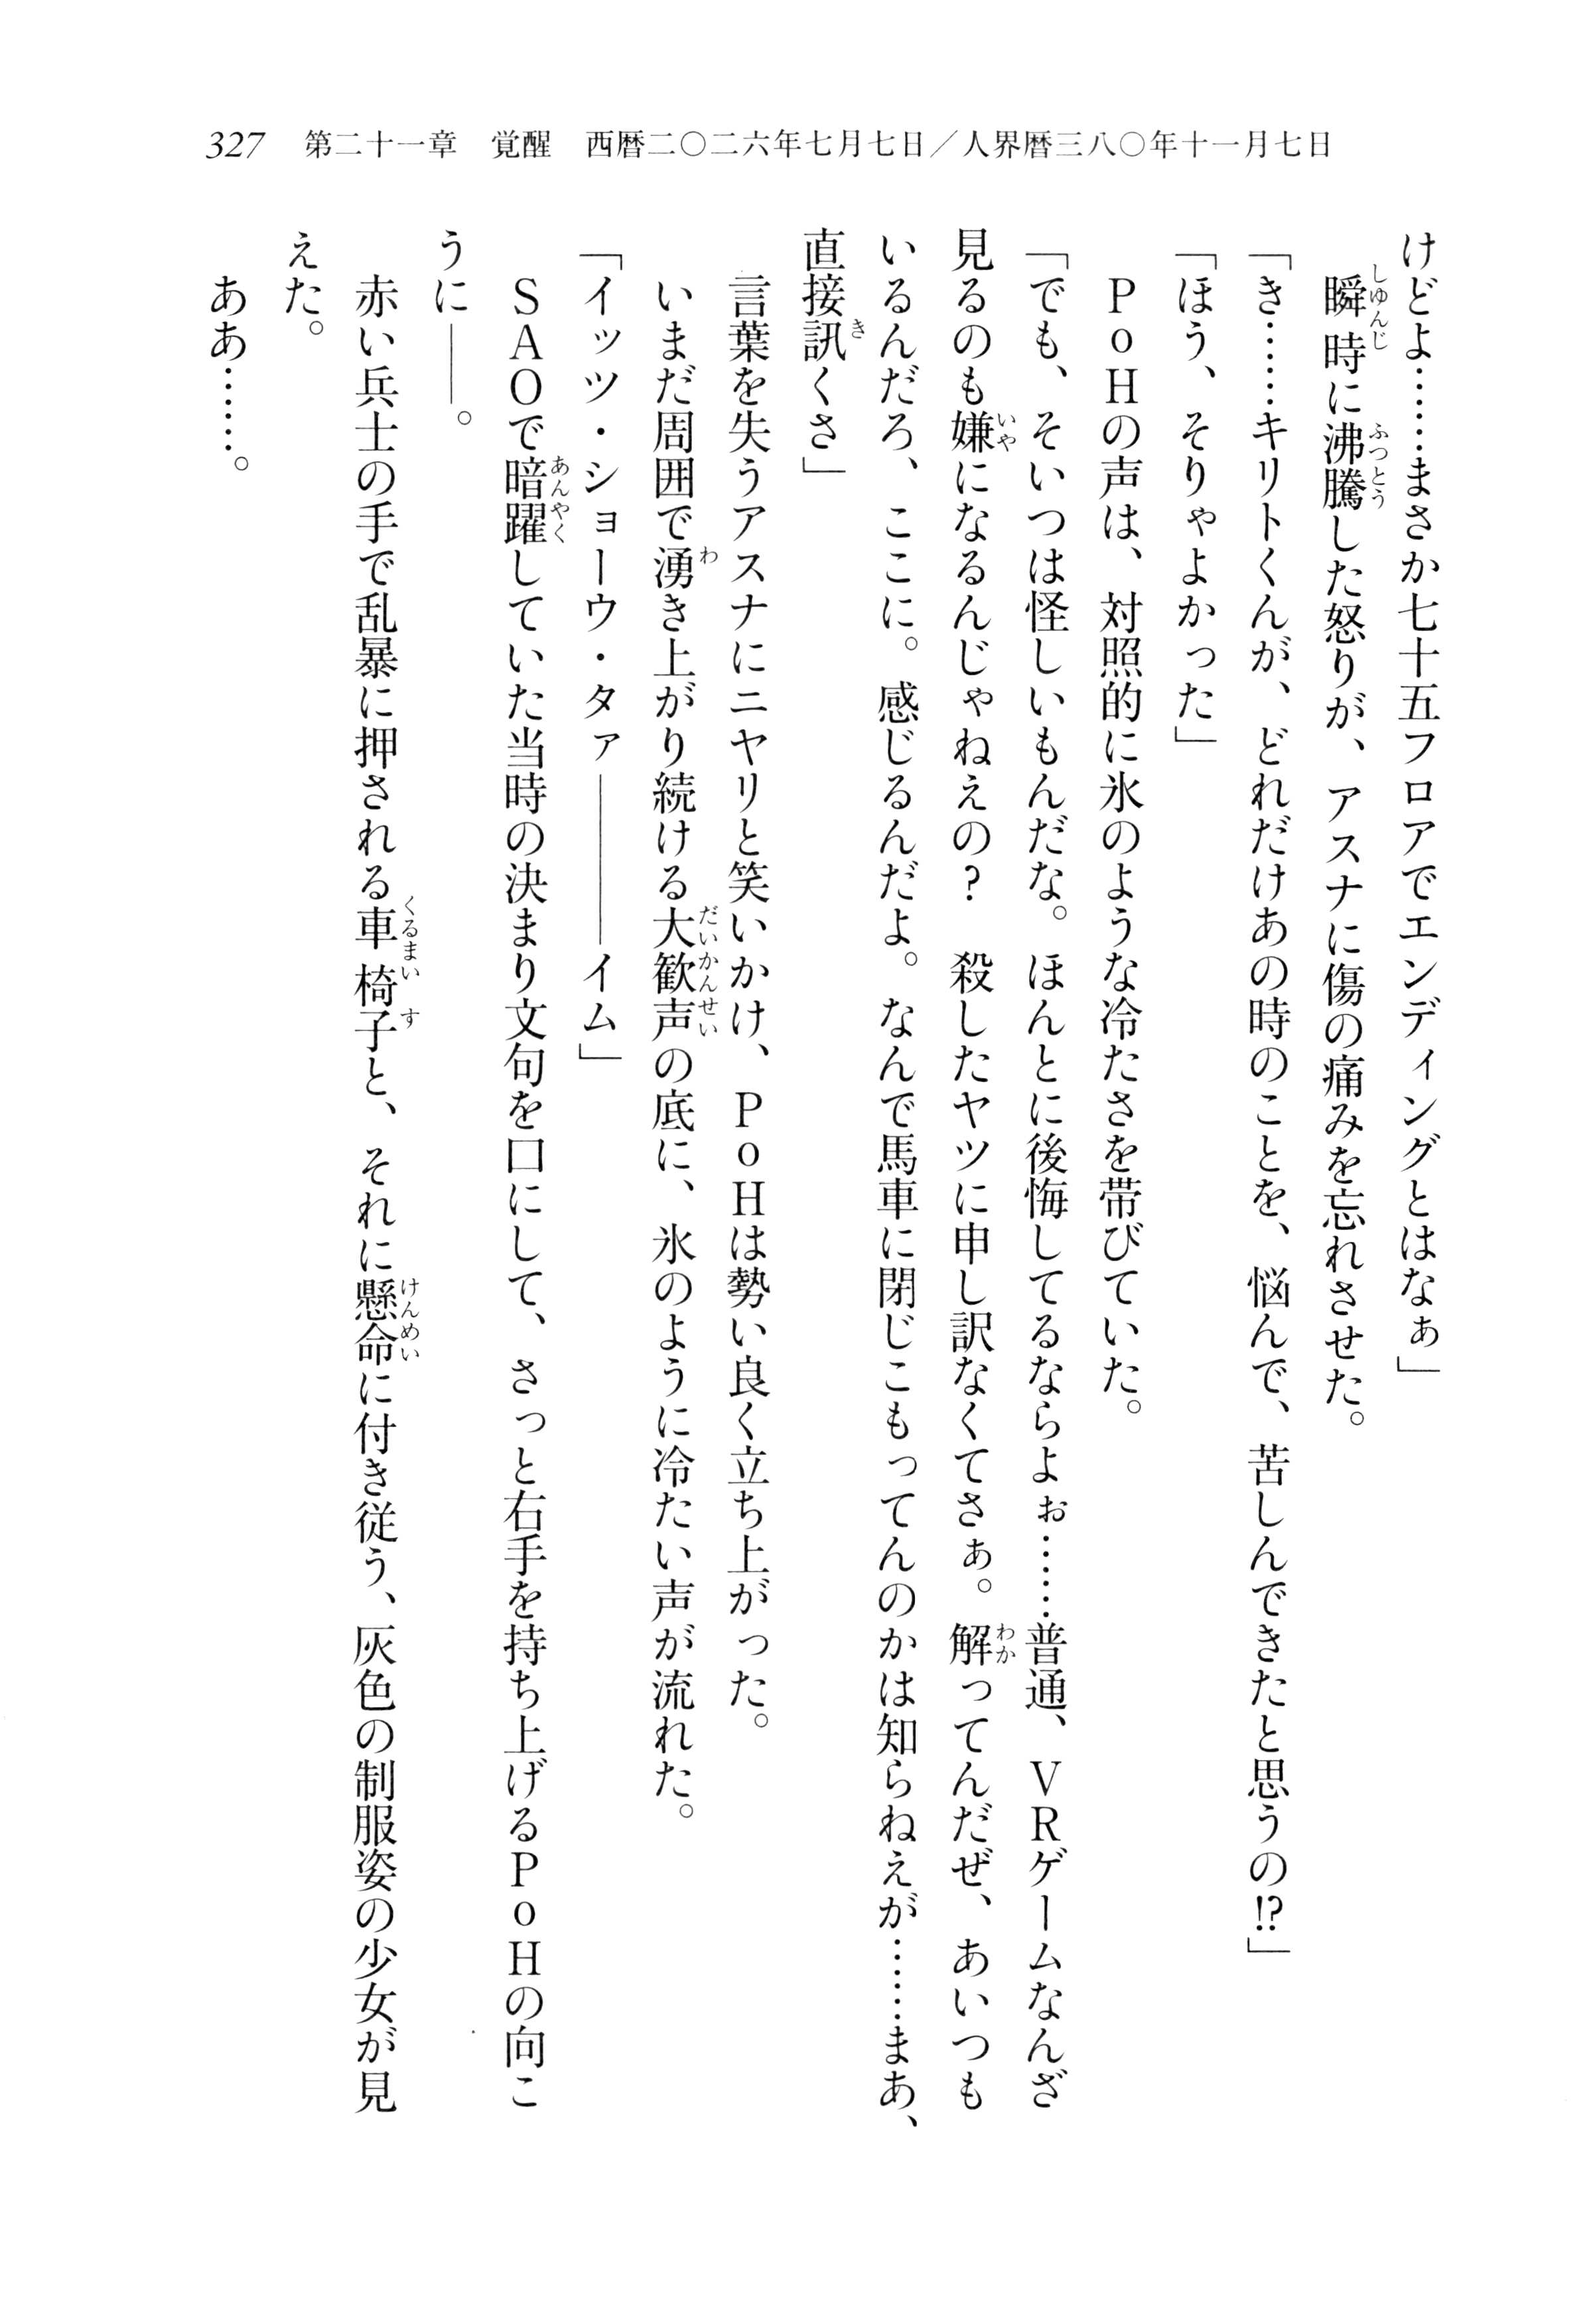 327 第二十一章 覚醒 西暦二〇二六年七月七日／人界暦三八〇年十一月七日
けどよ……まさか七十五フロアでエンディングとはなぁ」
瞬時に沸騰した怒りが、アスナに傷の痛みを忘れさせた。
「き……キリトくんが、どれだけあの時のことを、悩んで、苦しんできたと思うの!?」
「ほう、そりゃよかった」
PoHの声は、対照的に氷のような冷たさを帯びていた。
「でも、そいつは怪しいもんだな。ほんとに後悔してるならよぉ……普通、VRゲームなんざ
見るのも嫌になるんじゃねえの? 殺したヤツに申し訳なくてさぁ。解ってんだぜ、あいつも
いるんだろ、ここに。感じるんだよ。なんで馬車に閉じこもってんのかは知らねえが……まあ、
直接訊くさ」
言葉を失うアスナにニヤリと笑いかけ、PoHは勢い良く立ち上がった。
いまだ周囲で湧き上がり続ける大歓声の底に、氷のように冷たい声が流れた。
「イッツ・ショーウ・タァ————イム」
SAOで暗躍していた当時の決まり文句を口にして、さっと右手を持ち上げるPoHの向こ
うに——。
赤い兵士の手で乱暴に押される車椅子と、それに懸命に付き従う、灰色の制服姿の少女が見
えた。
ああ……。